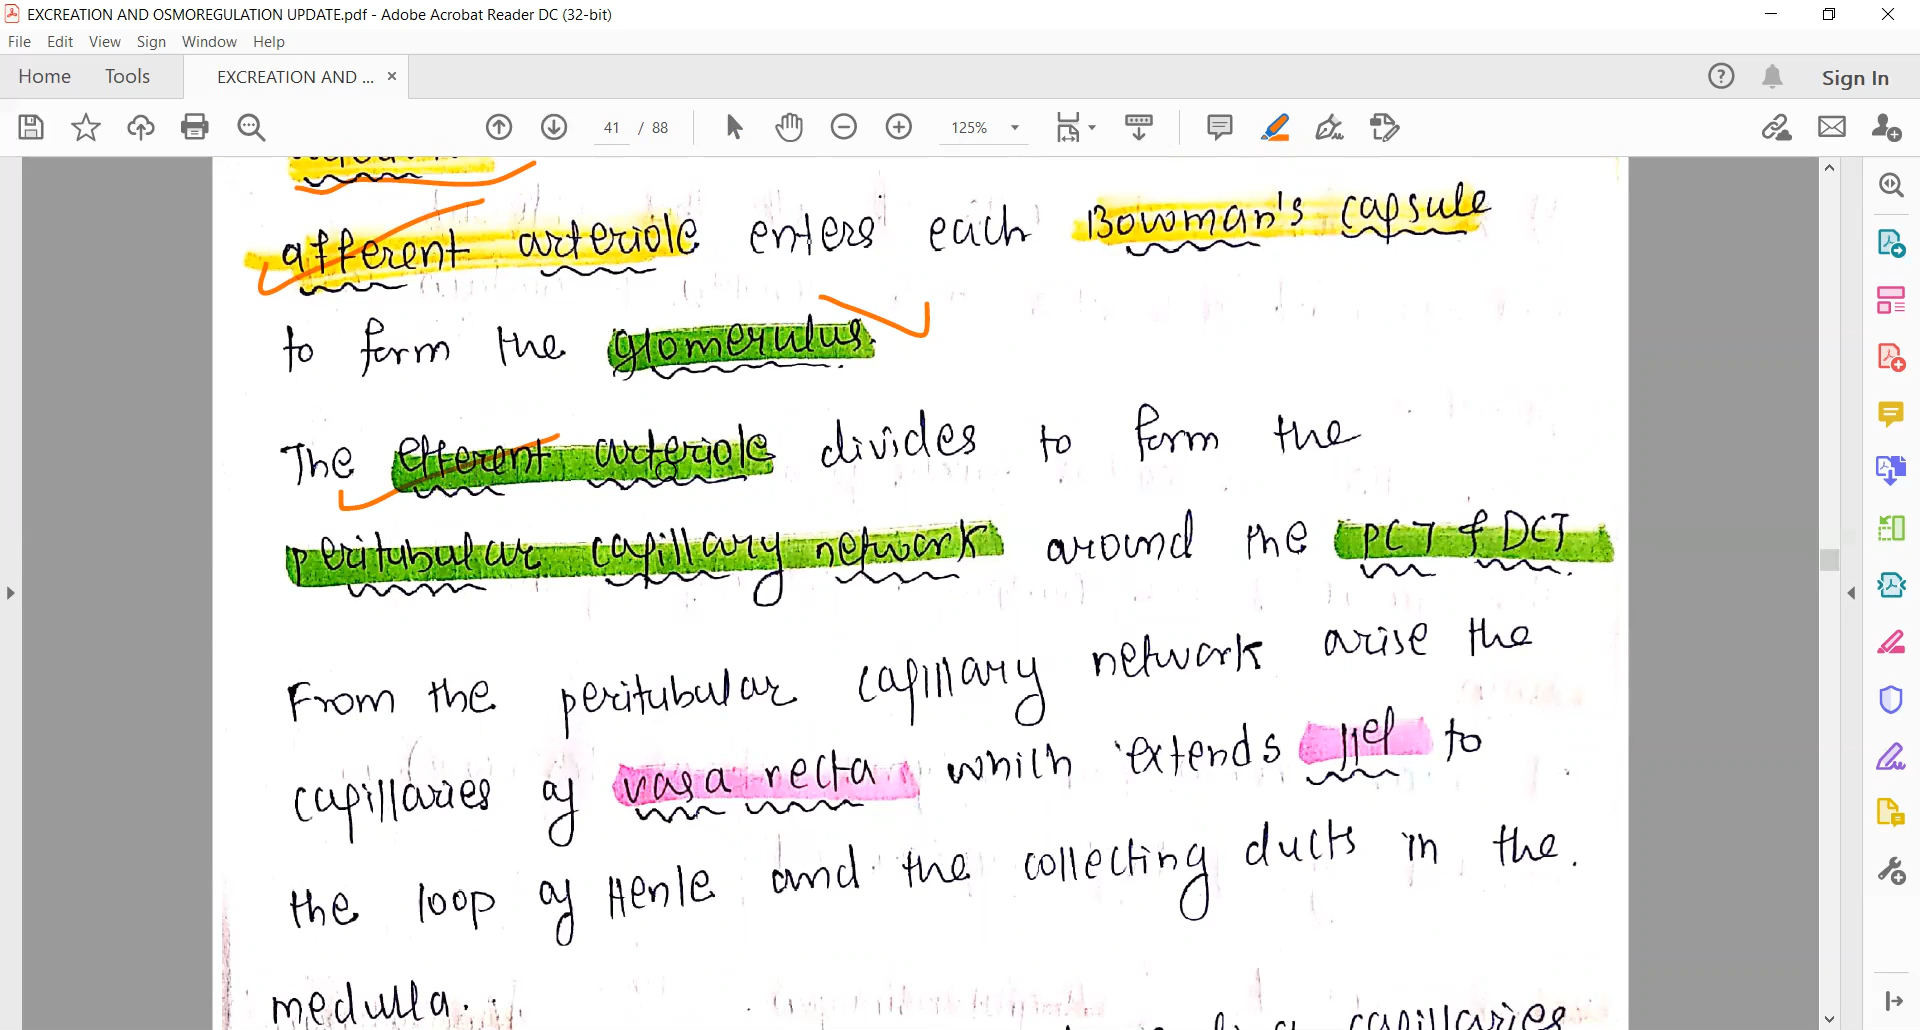 EXCREATION AND OSMOREGULATION UPDATE.pdf - Adobe Acrobat Reader DC (32-bit)
File Edit View Sign Window Help
Home Tools EXCREATION AND ... × Sign In
41 / 88 125%
afferent arteriole enters each Bowman's capsule
to form the glomerulus.
The efferent arteriole divides to form the
peritubular capillary network around the PCT & DCT.
From the peritubular capillary network arise the
capillaries of vasa recta which extends llel to
the loop of Henle and the collecting ducts in the.
medulla.
capillaries